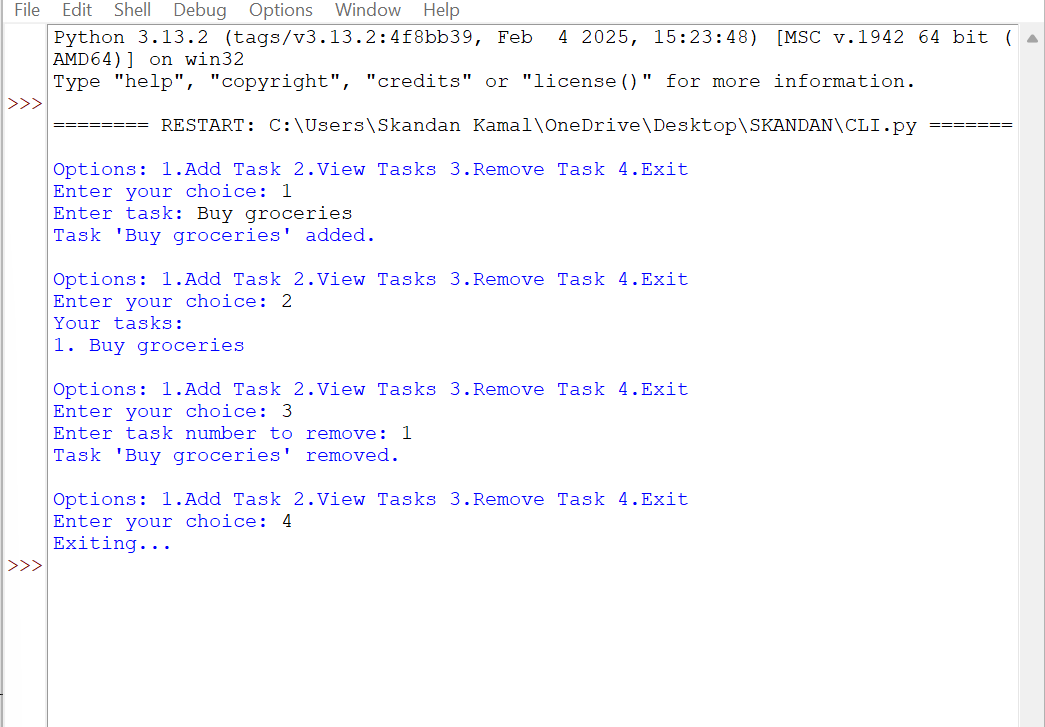 File Edit Shell Debug Options Window Help
Python 3.13.2 (tags/v3.13.2:4f8bb39, Feb  4 2025, 15:23:48) [MSC v.1942 64 bit (
AMD64)] on win32
Type "help", "copyright", "credits" or "license()" for more information.
>>>
======== RESTART: C:\Users\Skandan Kamal\OneDrive\Desktop\SKANDAN\CLI.py =======
Options: 1.Add Task 2.View Tasks 3.Remove Task 4.Exit
Enter your choice: 1
Enter task: Buy groceries
Task 'Buy groceries' added.
Options: 1.Add Task 2.View Tasks 3.Remove Task 4.Exit
Enter your choice: 2
Your tasks:
1. Buy groceries
Options: 1.Add Task 2.View Tasks 3.Remove Task 4.Exit
Enter your choice: 3
Enter task number to remove: 1
Task 'Buy groceries' removed.
Options: 1.Add Task 2.View Tasks 3.Remove Task 4.Exit
Enter your choice: 4
Exiting...
>>>